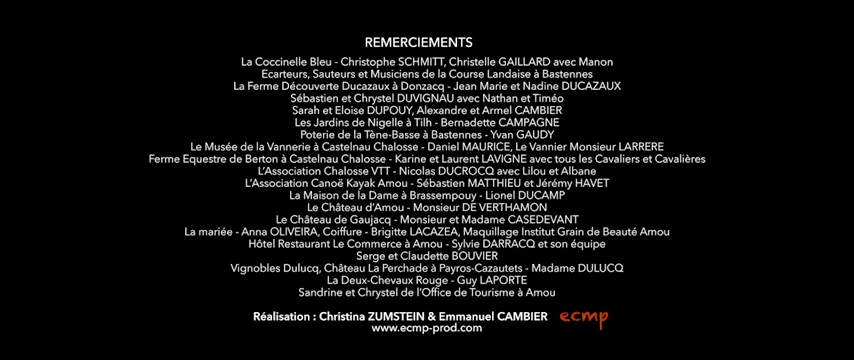 REMERCIEMENTS
La Coccinelle Bleu - Christophe SCHMITT, Christelle GAILLARD avec Manon
Ecarteurs, Sauteurs et Musiciens de la Course Landaise à Bastennes
La Ferme Découverte Ducazaux à Donzacq - Jean Marie et Nadine DUCAZAUX
Sébastien et Chrystel DUVIGNAU avec Nathan et Timéo
Sarah et Eloise DUPOUY, Alexandre et Armel CAMBIER
Les Jardins de Nigelle à Tilh - Bernadette CAMPAGNE
Poterie de la Tène-Basse à Bastennes - Yvan GAUDY
Le Musée de la Vannerie à Castelnau Chalosse - Daniel MAURICE, Le Vannier Monsieur LARRERE
Ferme Equestre de Berton à Castelnau Chalosse - Karine et Laurent LAVIGNE avec tous les Cavaliers et Cavalières
L'Association Chalosse VTT - Nicolas DUCROCQ avec Lilou et Albane
L'Association Canoë Kayak Amou - Sébastien MATTHIEU et Jérémy HAVET
La Maison de la Dame à Brassempouy - Lionel DUCAMP
Le Château d'Amou - Monsieur DE VERTHAMON
Le Château de Gaujacq - Monsieur et Madame CASEDEVANT
La mariée - Anna OLIVEIRA, Coiffure - Brigitte LACAZEA, Maquillage Institut Grain de Beauté Amou
Hôtel Restaurant Le Commerce à Amou - Sylvie DARRACQ et son équipe
Serge et Claudette BOUVIER
Vignobles Dulucq, Château La Perchade à Payros-Cazautets - Madame DULUCQ
La Deux-Chevaux Rouge - Guy LAPORTE
Sandrine et Chrystel de l'Office de Tourisme à Amou
Réalisation : Christina ZUMSTEIN & Emmanuel CAMBIER ecmp
www.ecmp-prod.com